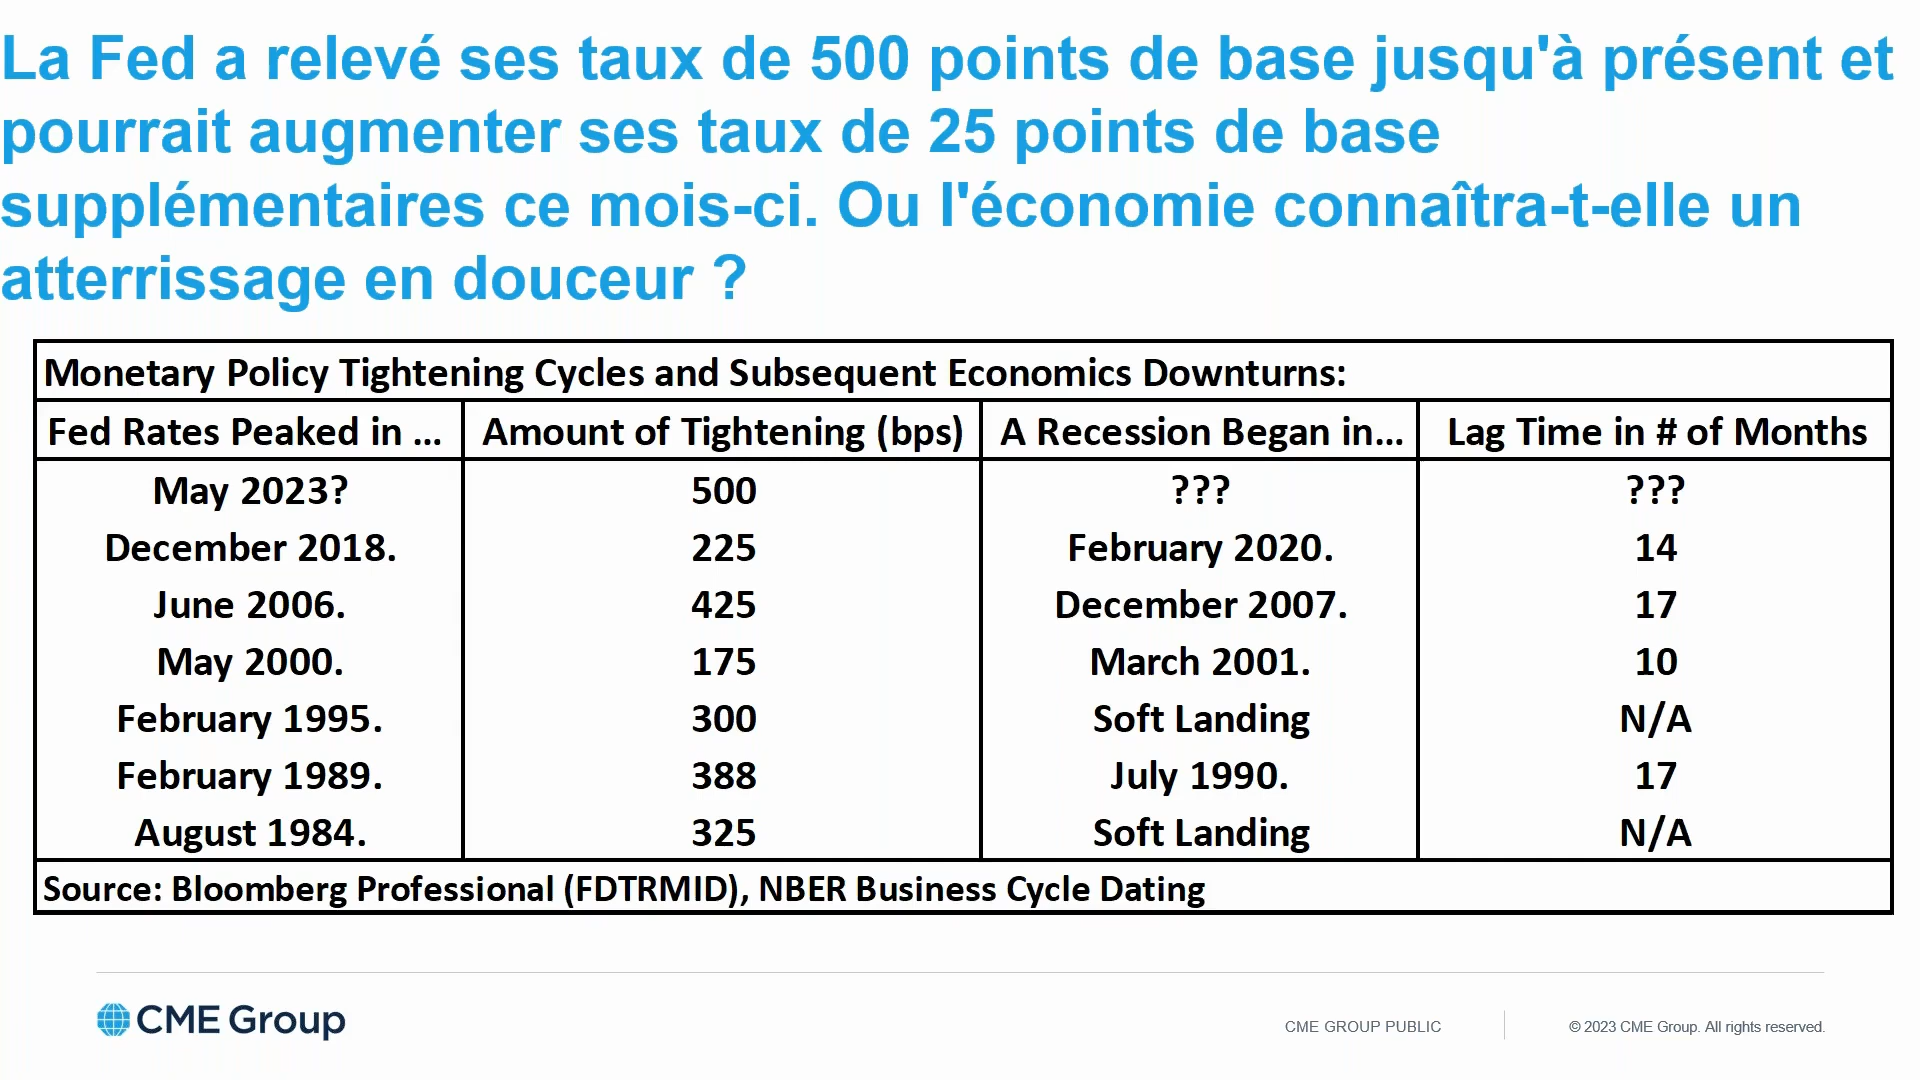 La Fed a relevé ses taux de 500 points de base jusqu'à présent et
pourrait augmenter ses taux de 25 points de base
supplémentaires ce mois-ci. Ou l'économie connaîtra-t-elle un
atterrissage en douceur ?
Monetary Policy Tightening Cycles and Subsequent Economics Downturns:
Fed Rates Peaked in ... Amount of Tightening (bps) A Recession Began in... Lag Time in # of Months
May 2023? 500 ??? ???
December 2018. 225 February 2020. 14
June 2006. 425 December 2007. 17
May 2000. 175 March 2001. 10
February 1995. 300 Soft Landing N/A
February 1989. 388 July 1990. 17
August 1984. 325 Soft Landing N/A
Source: Bloomberg Professional (FDTRMID), NBER Business Cycle Dating
CME Group
CME GROUP PUBLIC
© 2023 CME Group. All rights reserved.